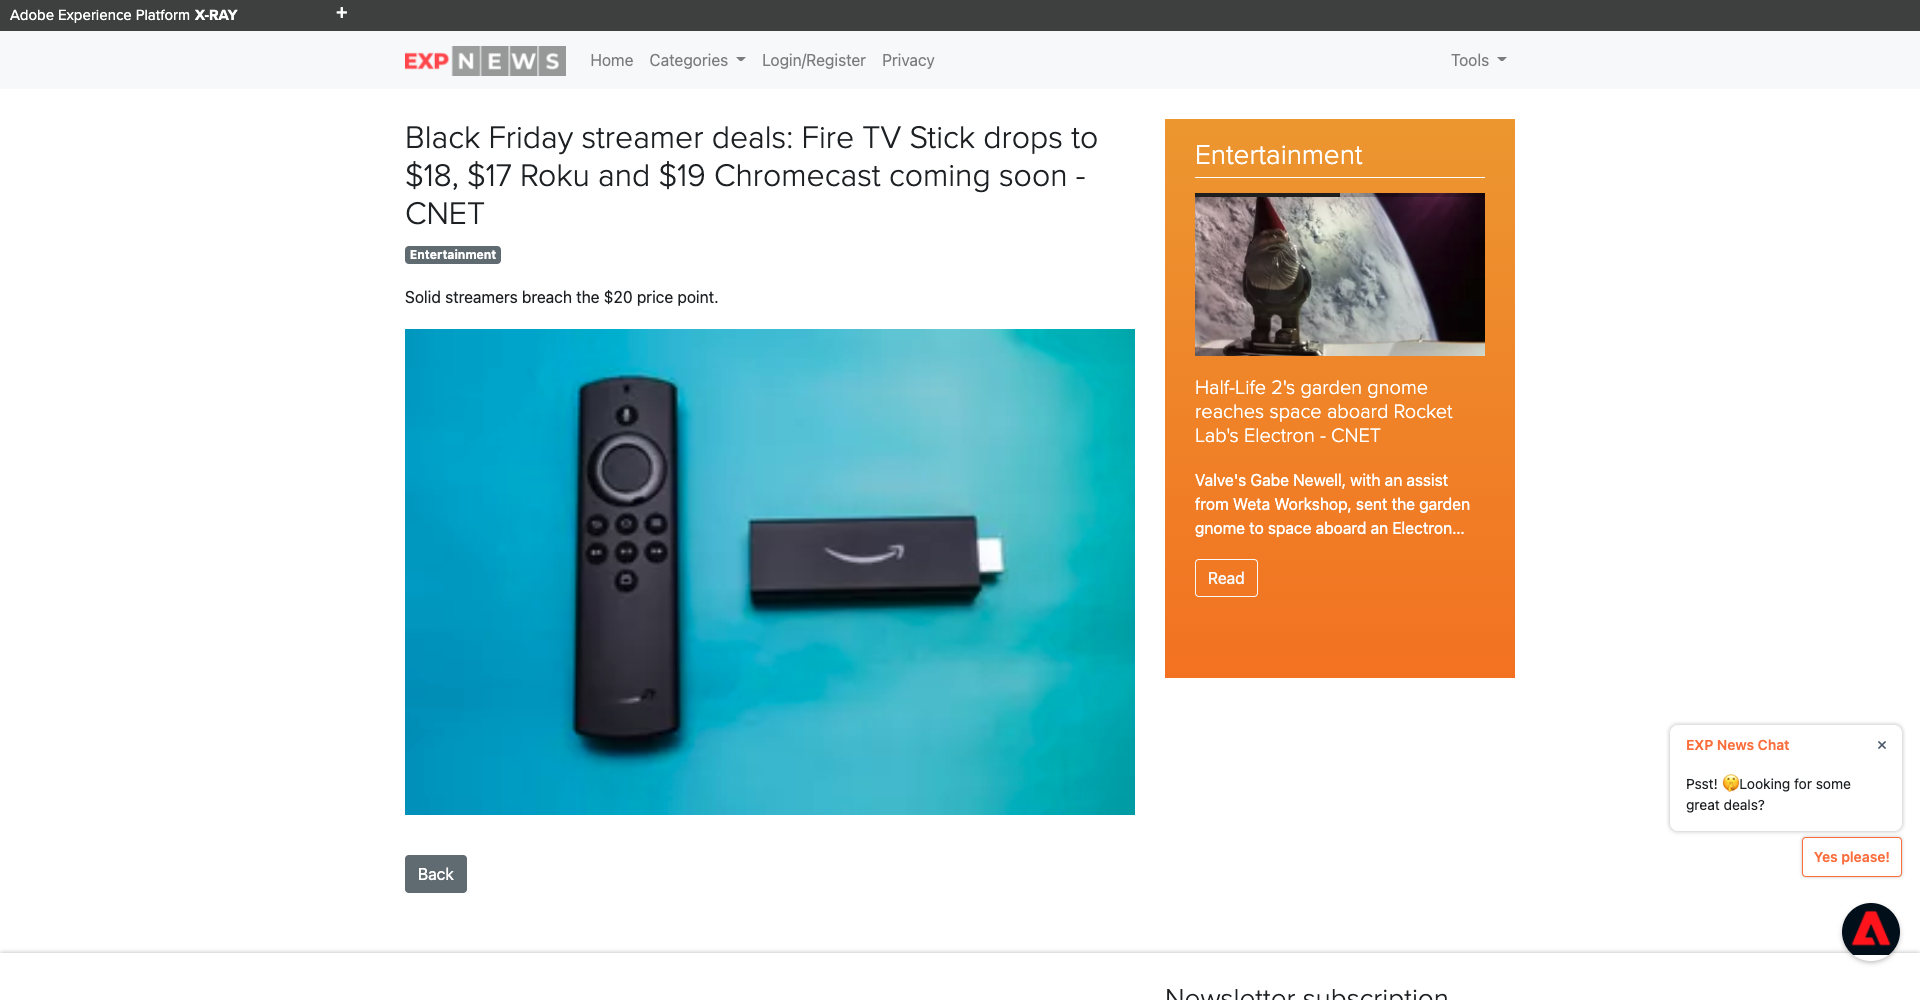 Adobe Experience Platform X-RAY +
EXP NEWS Home Categories Login/Register Privacy Tools
Black Friday streamer deals: Fire TV Stick drops to
$18, $17 Roku and $19 Chromecast coming soon -
CNET
Entertainment
Solid streamers breach the $20 price point.
Back
Entertainment
Half-Life 2's garden gnome
reaches space aboard Rocket
Lab's Electron - CNET
Valve's Gabe Newell, with an assist
from Weta Workshop, sent the garden
gnome to space aboard an Electron...
Read
EXP News Chat ×
Psst! 🤫Looking for some
great deals?
Yes please!
Newsletter subscription